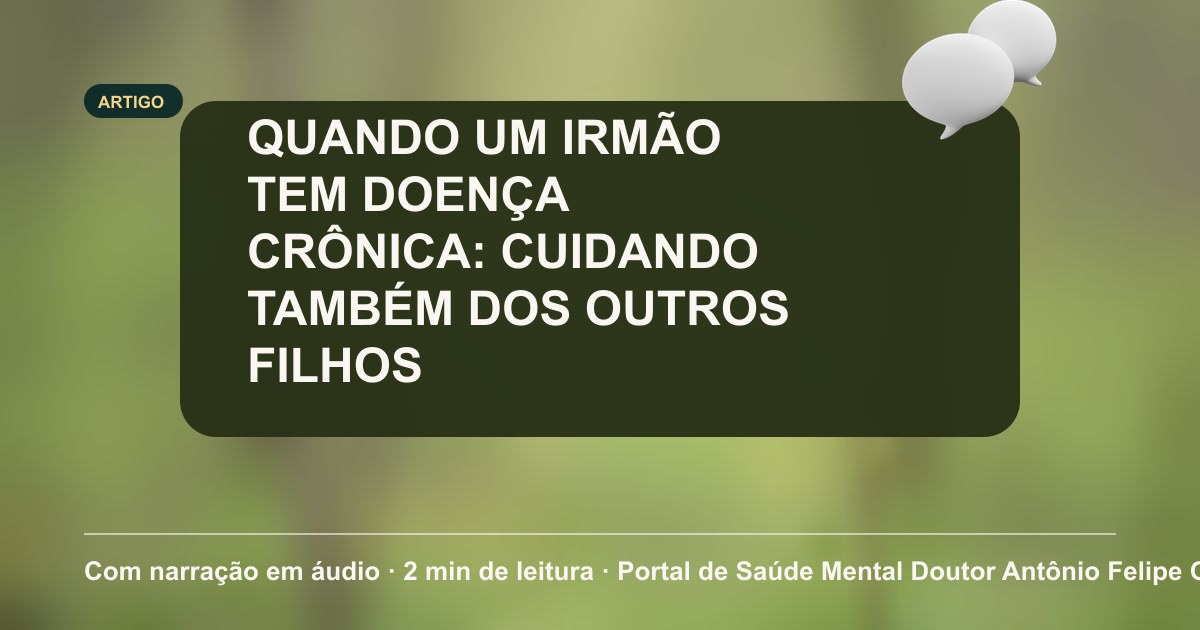 ARTIGO
QUANDO UM IRMÃO
TEM DOENÇA
CRÔNICA: CUIDANDO
TAMBÉM DOS OUTROS
FILHOS
Com narração em áudio · 2 min de leitura · Portal de Saúde Mental Doutor Antônio Felipe